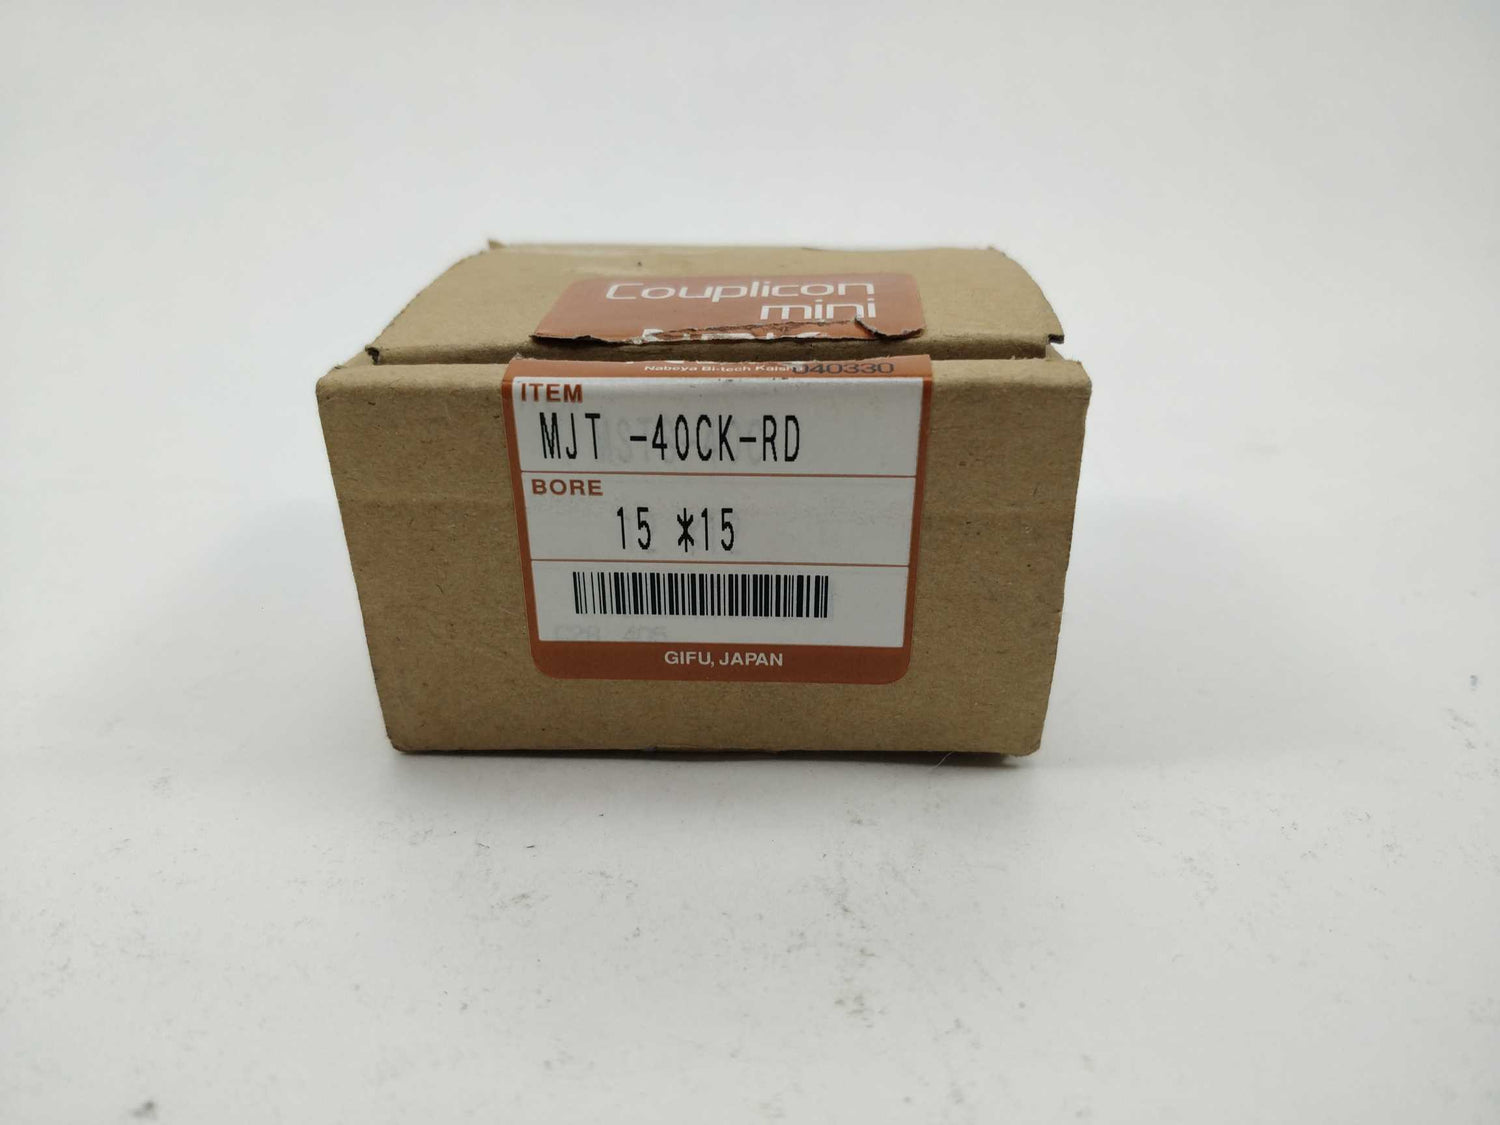 Couplicon
mini
Nabeya Bi-tech Kaisha 040330
ITEM
MJT -40CK-RD
BORE
15 *15
GIFU, JAPAN